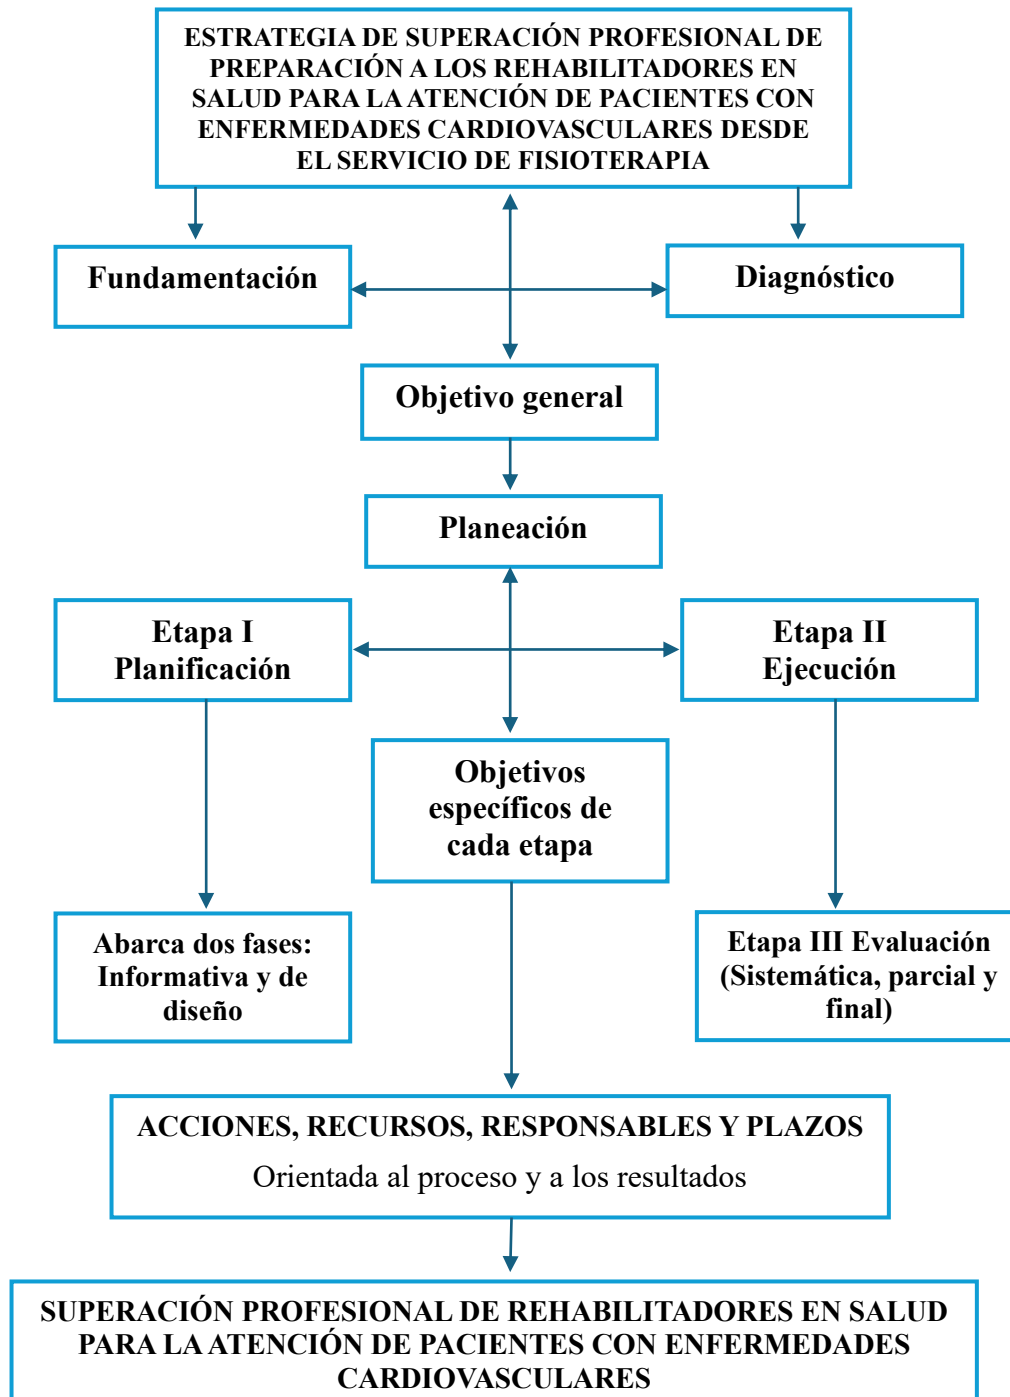 ESTRATEGIA DE SUPERACIÓN PROFESIONAL DE
PREPARACIÓN A LOS REHABILITADORES EN
SALUD PARA LA ATENCIÓN DE PACIENTES CON
ENFERMEDADES CARDIOVASCULARES DESDE
EL SERVICIO DE FISIOTERAPIA
Fundamentación
Diagnóstico
Objetivo general
Planeación
Etapa I
Planificación
Etapa II
Ejecución
Objetivos
específicos de
cada etapa
Abarca dos fases:
Informativa y de
diseño
Etapa III Evaluación
(Sistemática, parcial y
final)
ACCIONES, RECURSOS, RESPONSABLES Y PLAZOS
Orientada al proceso y a los resultados
SUPERACIÓN PROFESIONAL DE REHABILITADORES EN SALUD
PARA LA ATENCIÓN DE PACIENTES CON ENFERMEDADES
CARDIOVASCULARES